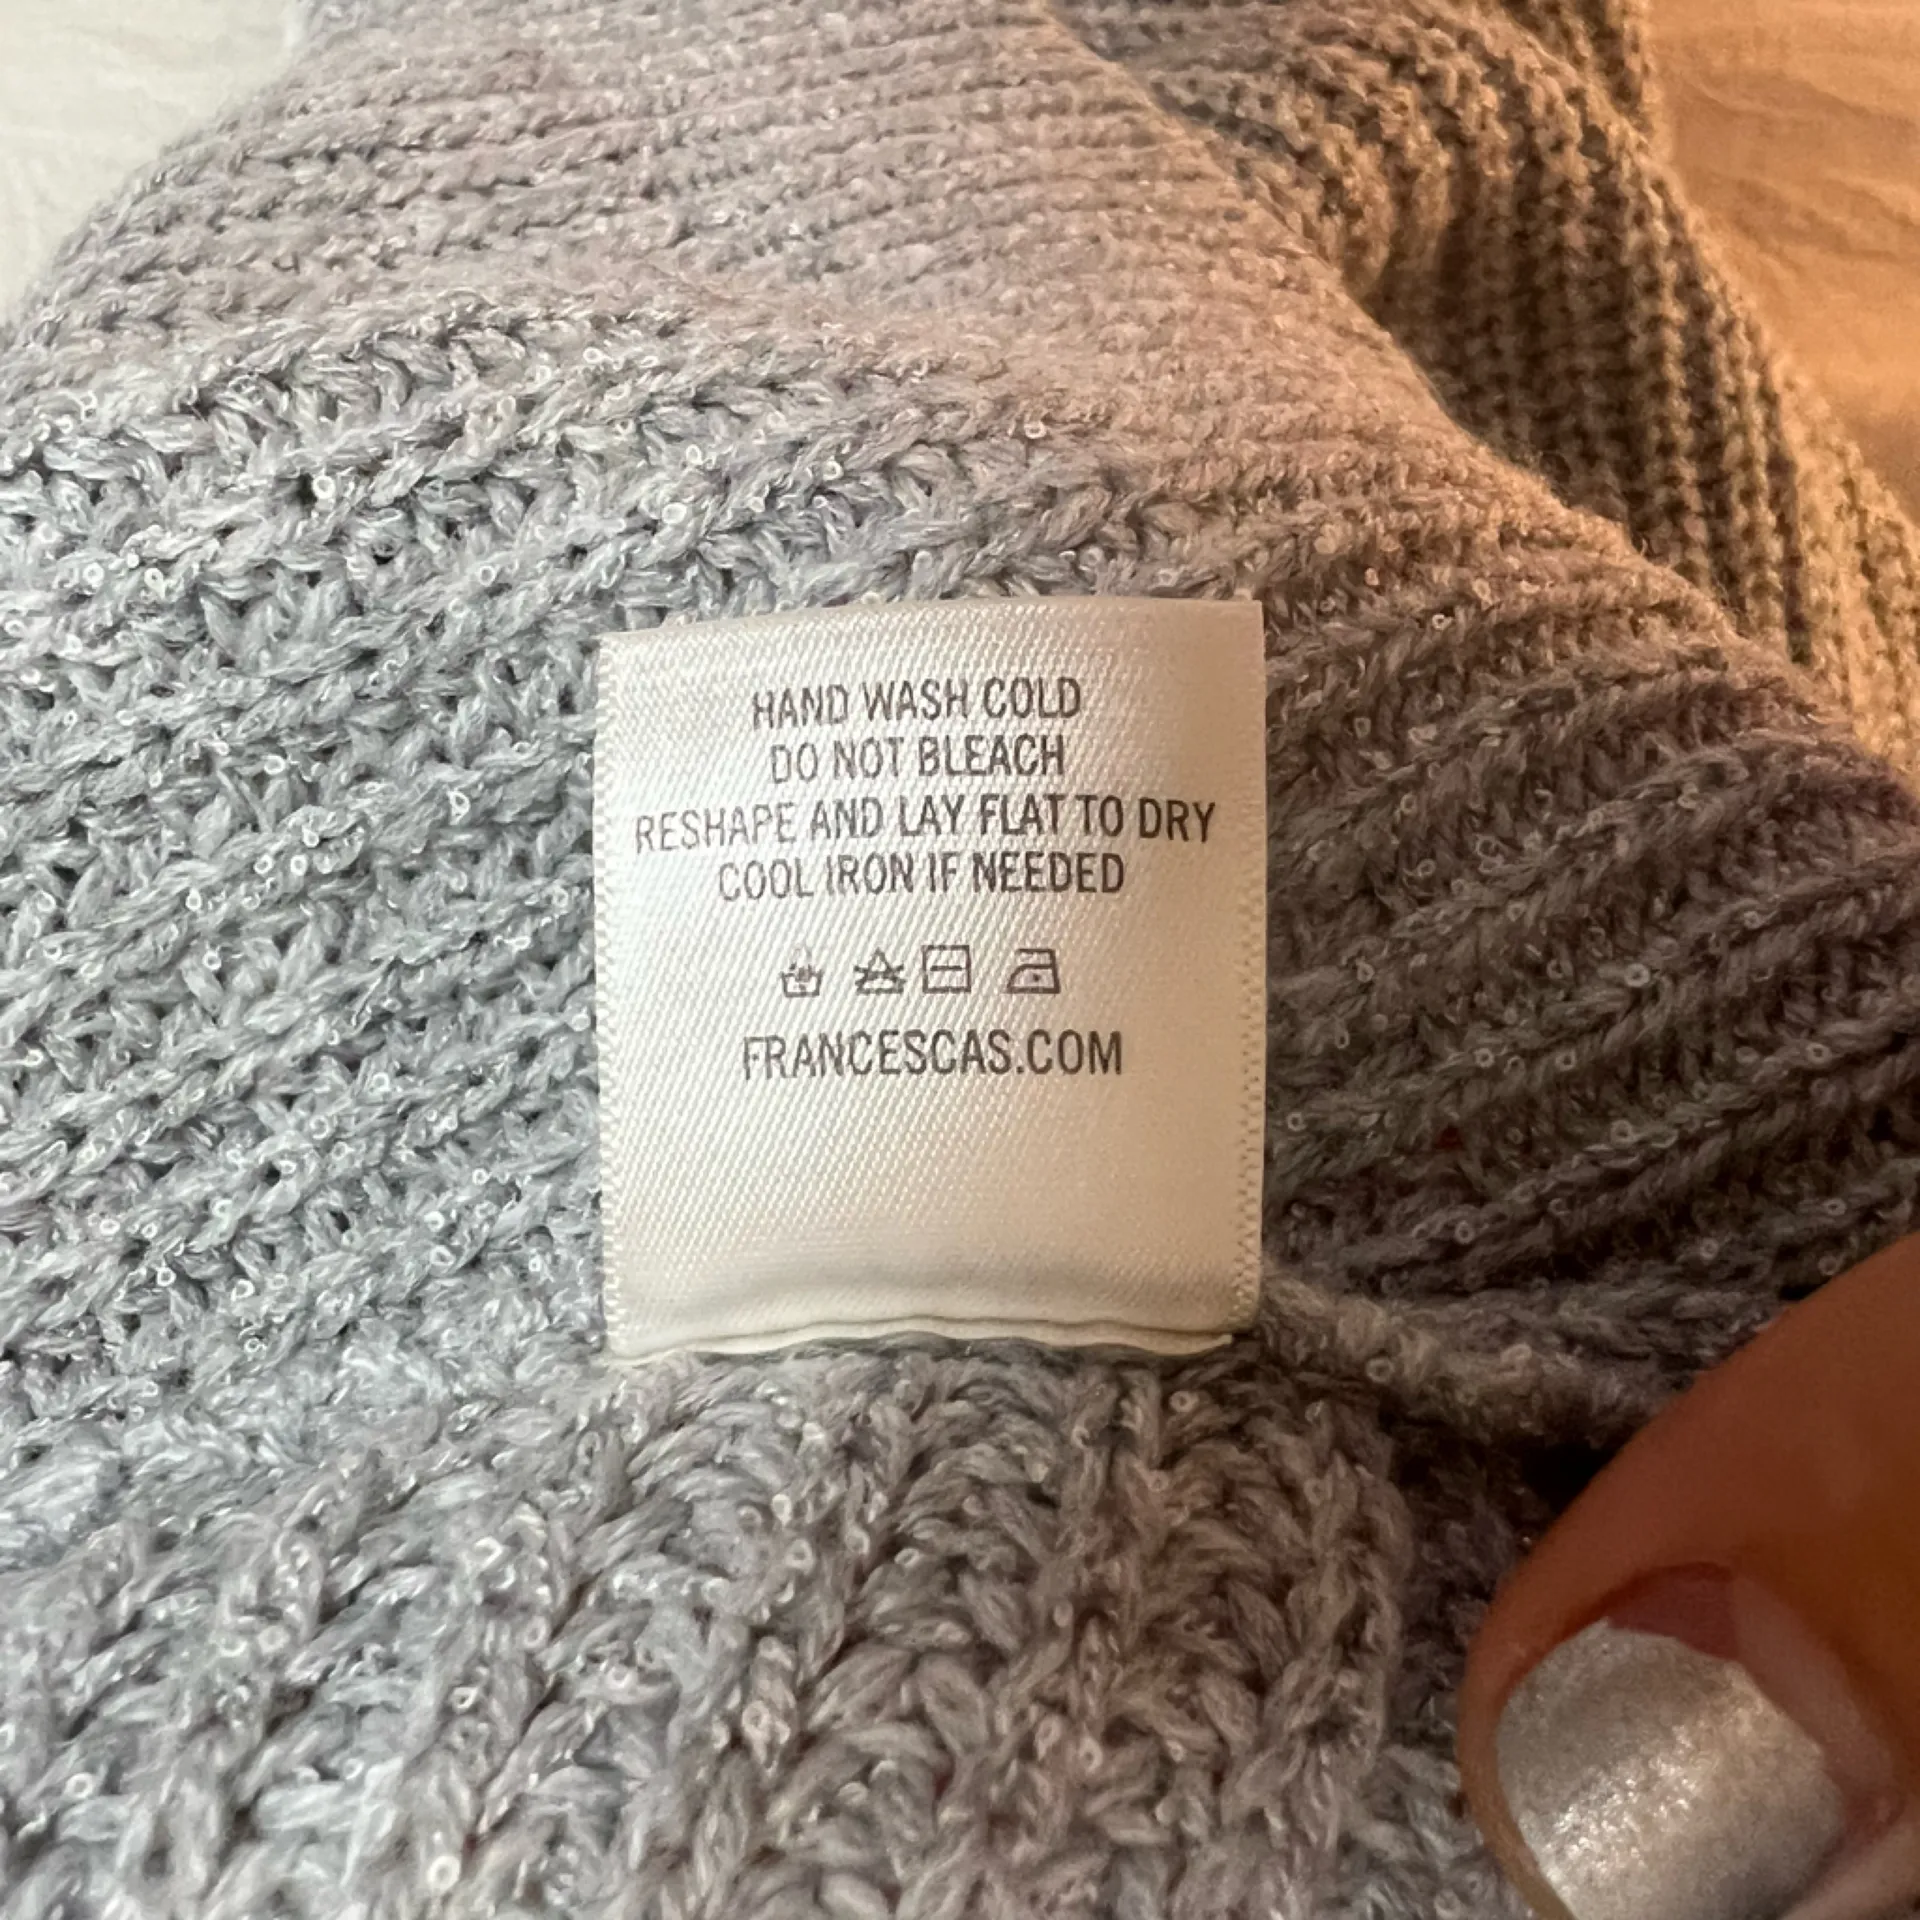 HAND WASH COLD
DO NOT BLEACH
RESHAPE AND LAY FLAT TO DRY
COOL IRON IF NEEDED
FRANCESCAS.COM